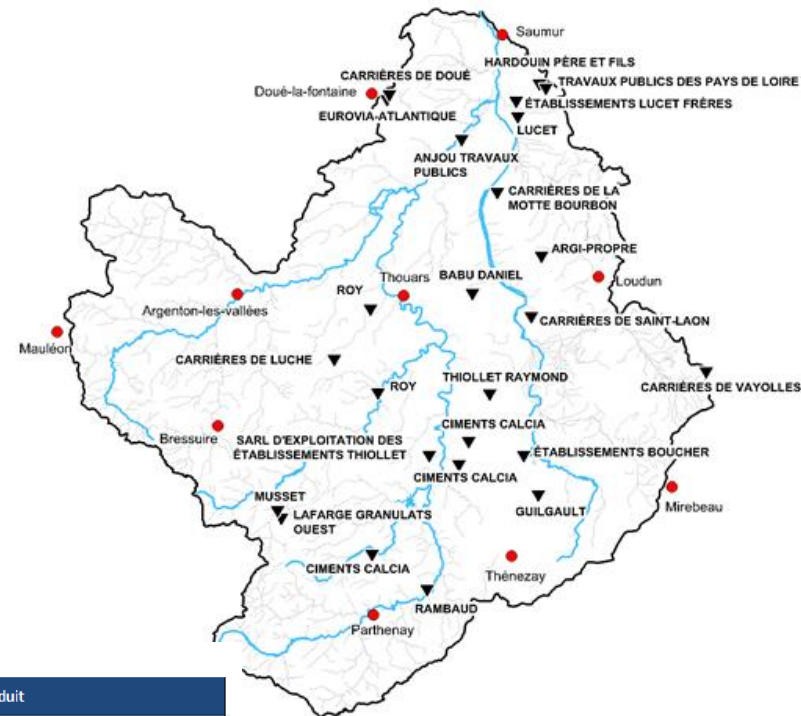 Saumur
HARDOUIN PÈRE ET FILS
CARRIÈRES DE DOUÉ
TRAVAUX PUBLICS DES PAYS DE LOIRE
Doué-la-fontaine
ÉTABLISSEMENTS LUCET FRÈRES
EUROVIA-ATLANTIQUE
LUCET
ANJOU TRAVAUX
PUBLICS
CARRIÈRES DE LA
MOTTE BOURBON
ARGI-PROPRE
BABU DANIEL
Thouars
Loudun
ROY
Argenton-les-vallées
CARRIÈRES DE SAINT-LAON
Mauléon
CARRIÈRES DE LUCHE
THIOLLET RAYMOND
CARRIÈRES DE VAYOLLES
ROY
CIMENTS CALCIA
Bressuire
SARL D'EXPLOITATION DES
ÉTABLISSEMENTS THIOLLET
ÉTABLISSEMENTS BOUCHER
CIMENTS CALCIA
MUSSET
GUILGAULT
Mirebeau
LAFARGE GRANULATS
OUEST
CIMENTS CALCIA
Thénezay
RAMBAUD
Parthenay
duit